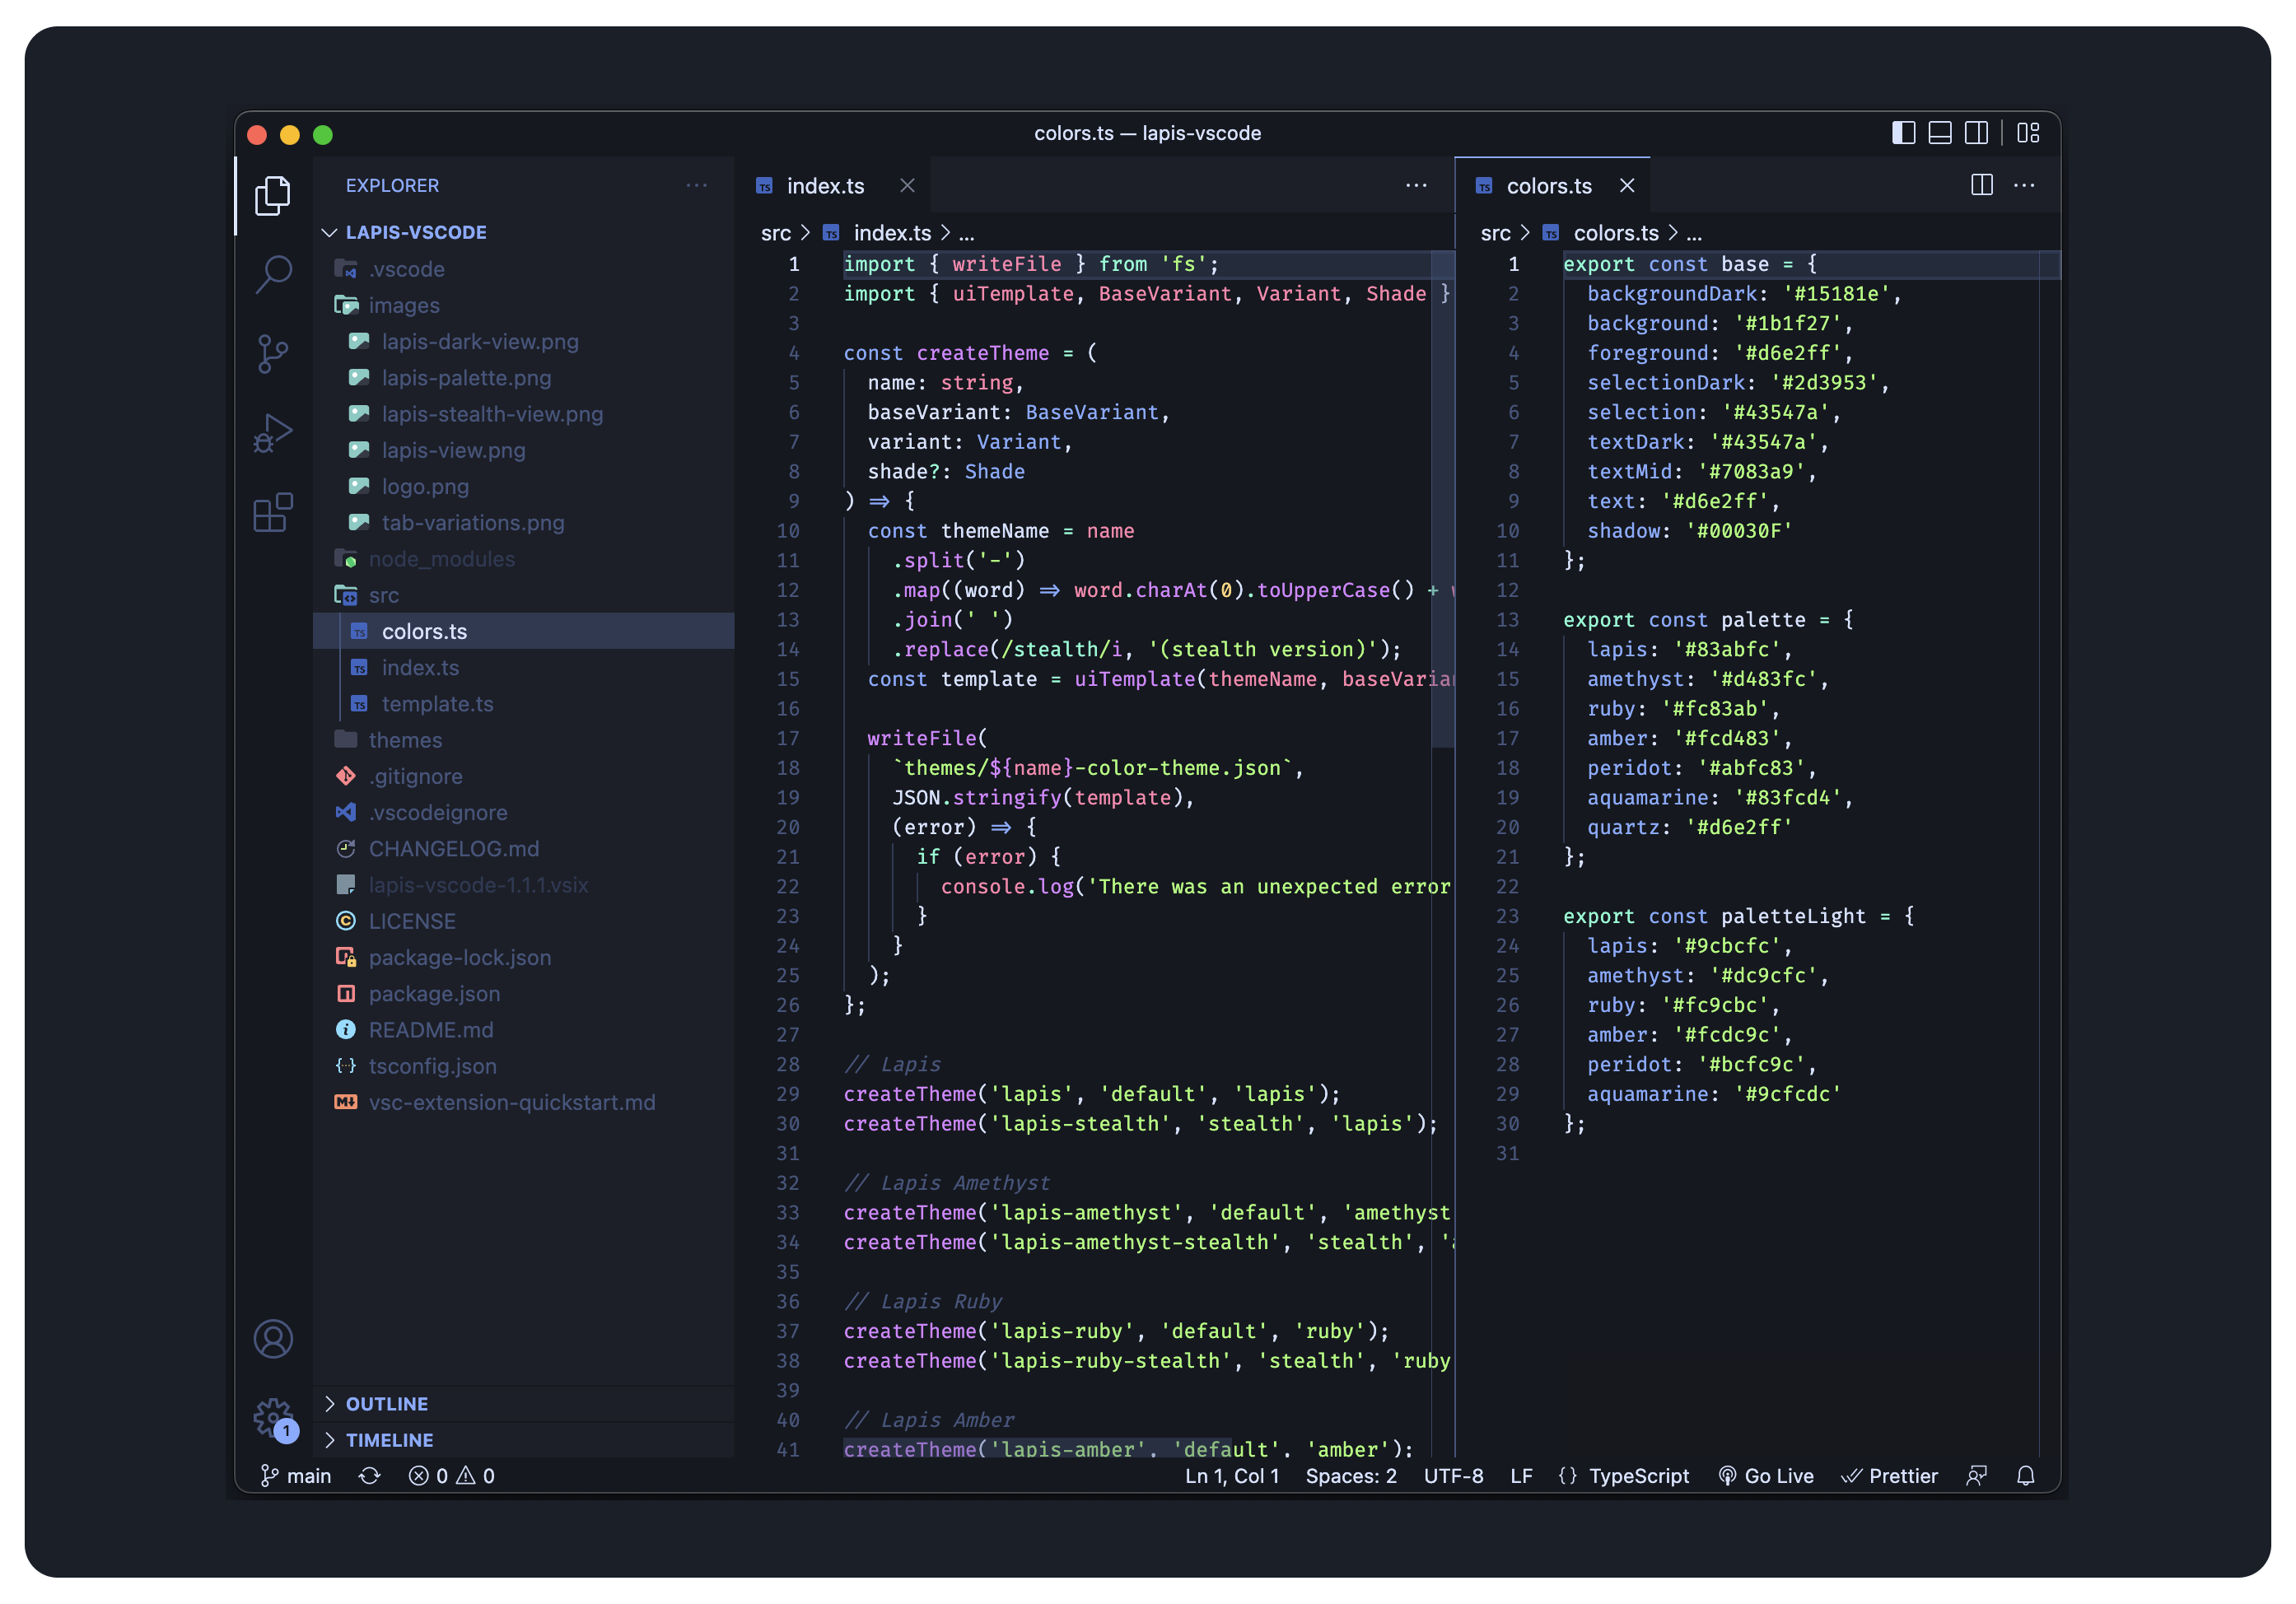 colors.ts — lapis-vscode
EXPLORER
LAPIS-VSCODE
.vscode
images
lapis-dark-view.png
lapis-palette.png
lapis-stealth-view.png
lapis-view.png
logo.png
tab-variations.png
node_modules
src
colors.ts
index.ts
template.ts
themes
.gitignore
.vscodeignore
CHANGELOG.md
lapis-vscode-1.1.1.vsix
LICENSE
package-lock.json
package.json
README.md
tsconfig.json
vsc-extension-quickstart.md
OUTLINE
TIMELINE
1
TS index.ts
src > TS index.ts > ...
1 import { writeFile } from 'fs';
2 import { uiTemplate, BaseVariant, Variant, Shade }
3
4 const createTheme = (
5   name: string,
6   baseVariant: BaseVariant,
7   variant: Variant,
8   shade?: Shade
9 ) ⇒ {
10   const themeName = name
11     .split('-')
12     .map((word) ⇒ word.charAt(0).toUpperCase() +
13     .join(' ')
14     .replace(/stealth/i, '(stealth version)');
15   const template = uiTemplate(themeName, baseVarian
16
17   writeFile(
18     `themes/${name}-color-theme.json`,
19     JSON.stringify(template),
20     (error) ⇒ {
21       if (error) {
22         console.log('There was an unexpected error
23       }
24     }
25   );
26 };
27
28 // Lapis
29 createTheme('lapis', 'default', 'lapis');
30 createTheme('lapis-stealth', 'stealth', 'lapis');
31
32 // Lapis Amethyst
33 createTheme('lapis-amethyst', 'default', 'amethyst
34 createTheme('lapis-amethyst-stealth', 'stealth', 'a
35
36 // Lapis Ruby
37 createTheme('lapis-ruby', 'default', 'ruby');
38 createTheme('lapis-ruby-stealth', 'stealth', 'ruby
39
40 // Lapis Amber
41 createTheme('lapis-amber', 'default', 'amber');
TS colors.ts
src > TS colors.ts > ...
1 export const base = {
2   backgroundDark: '#15181e',
3   background: '#1b1f27',
4   foreground: '#d6e2ff',
5   selectionDark: '#2d3953',
6   selection: '#43547a',
7   textDark: '#43547a',
8   textMid: '#7083a9',
9   text: '#d6e2ff',
10   shadow: '#00030F'
11 };
12
13 export const palette = {
14   lapis: '#83abfc',
15   amethyst: '#d483fc',
16   ruby: '#fc83ab',
17   amber: '#fcd483',
18   peridot: '#abfc83',
19   aquamarine: '#83fcd4',
20   quartz: '#d6e2ff'
21 };
22
23 export const paletteLight = {
24   lapis: '#9cbcfc',
25   amethyst: '#dc9cfc',
26   ruby: '#fc9cbc',
27   amber: '#fcdc9c',
28   peridot: '#bcfc9c',
29   aquamarine: '#9cfcdc'
30 };
31
main 0 0 Ln 1, Col 1 Spaces: 2 UTF-8 LF {} TypeScript Go Live Prettier